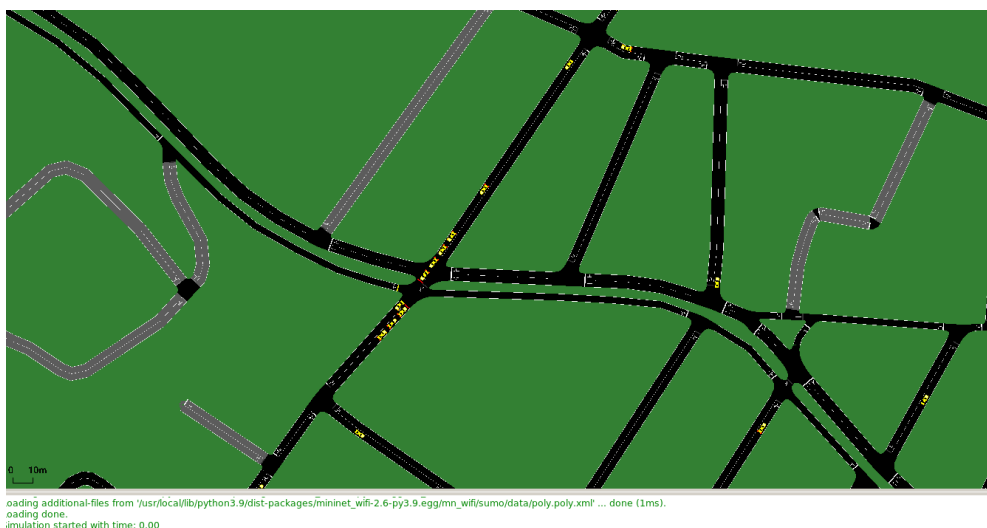 0 10m
oading additional-files from '/usr/local/lib/python3.9/dist-packages/mininet_wifi-2.6-py3.9.egg/mn_wifi/sumo/data/poly.poly.xml' ... done (1ms).
oading done.
imulation started with time: 0.00